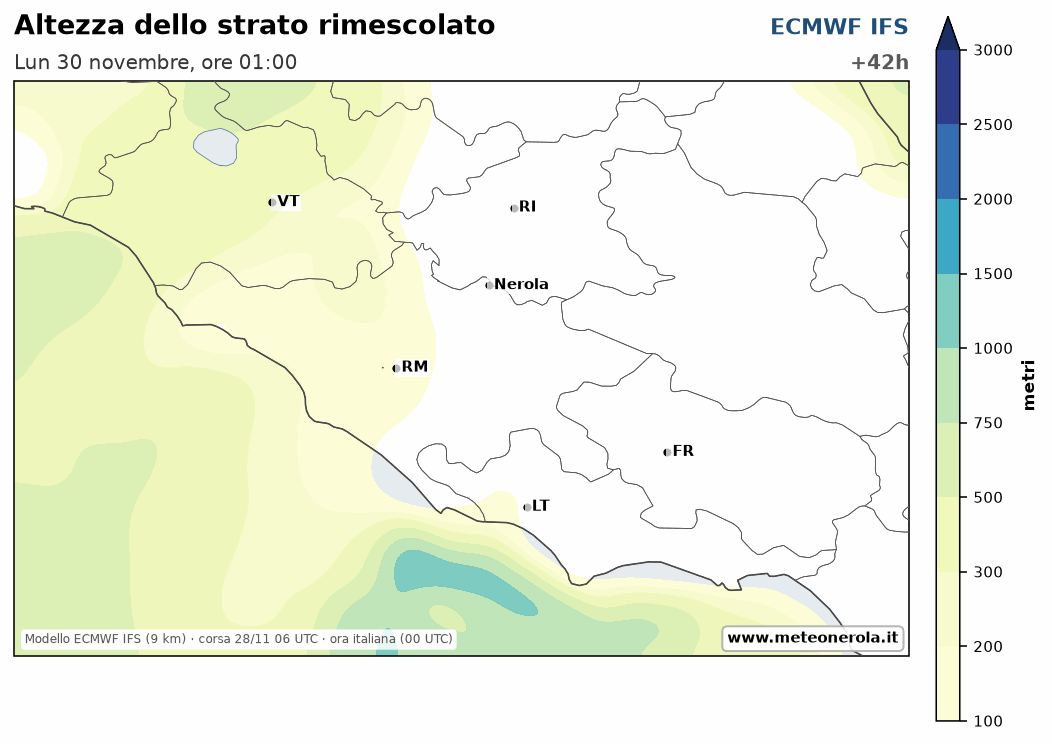 Altezza dello strato rimescolato
ECMWF IFS
Lun 30 novembre, ore 01:00
+42h
VT
RI
Nerola
RM
FR
LT
Modello ECMWF IFS (9 km) · corsa 28/11 06 UTC · ora italiana (00 UTC)
www.meteonerola.it
3000
2500
2000
1500
1000
750
500
300
200
100
metri